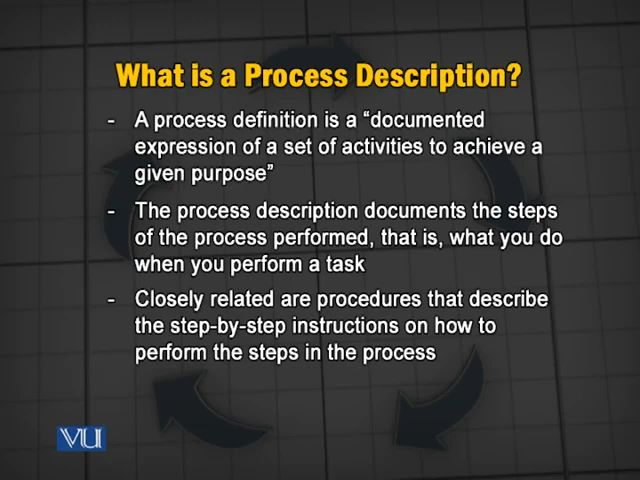 What is a Process Description?
- A process definition is a “documented
expression of a set of activities to achieve a
given purpose”
- The process description documents the steps
of the process performed, that is, what you do
when you perform a task
- Closely related are procedures that describe
the step-by-step instructions on how to
perform the steps in the process
VU